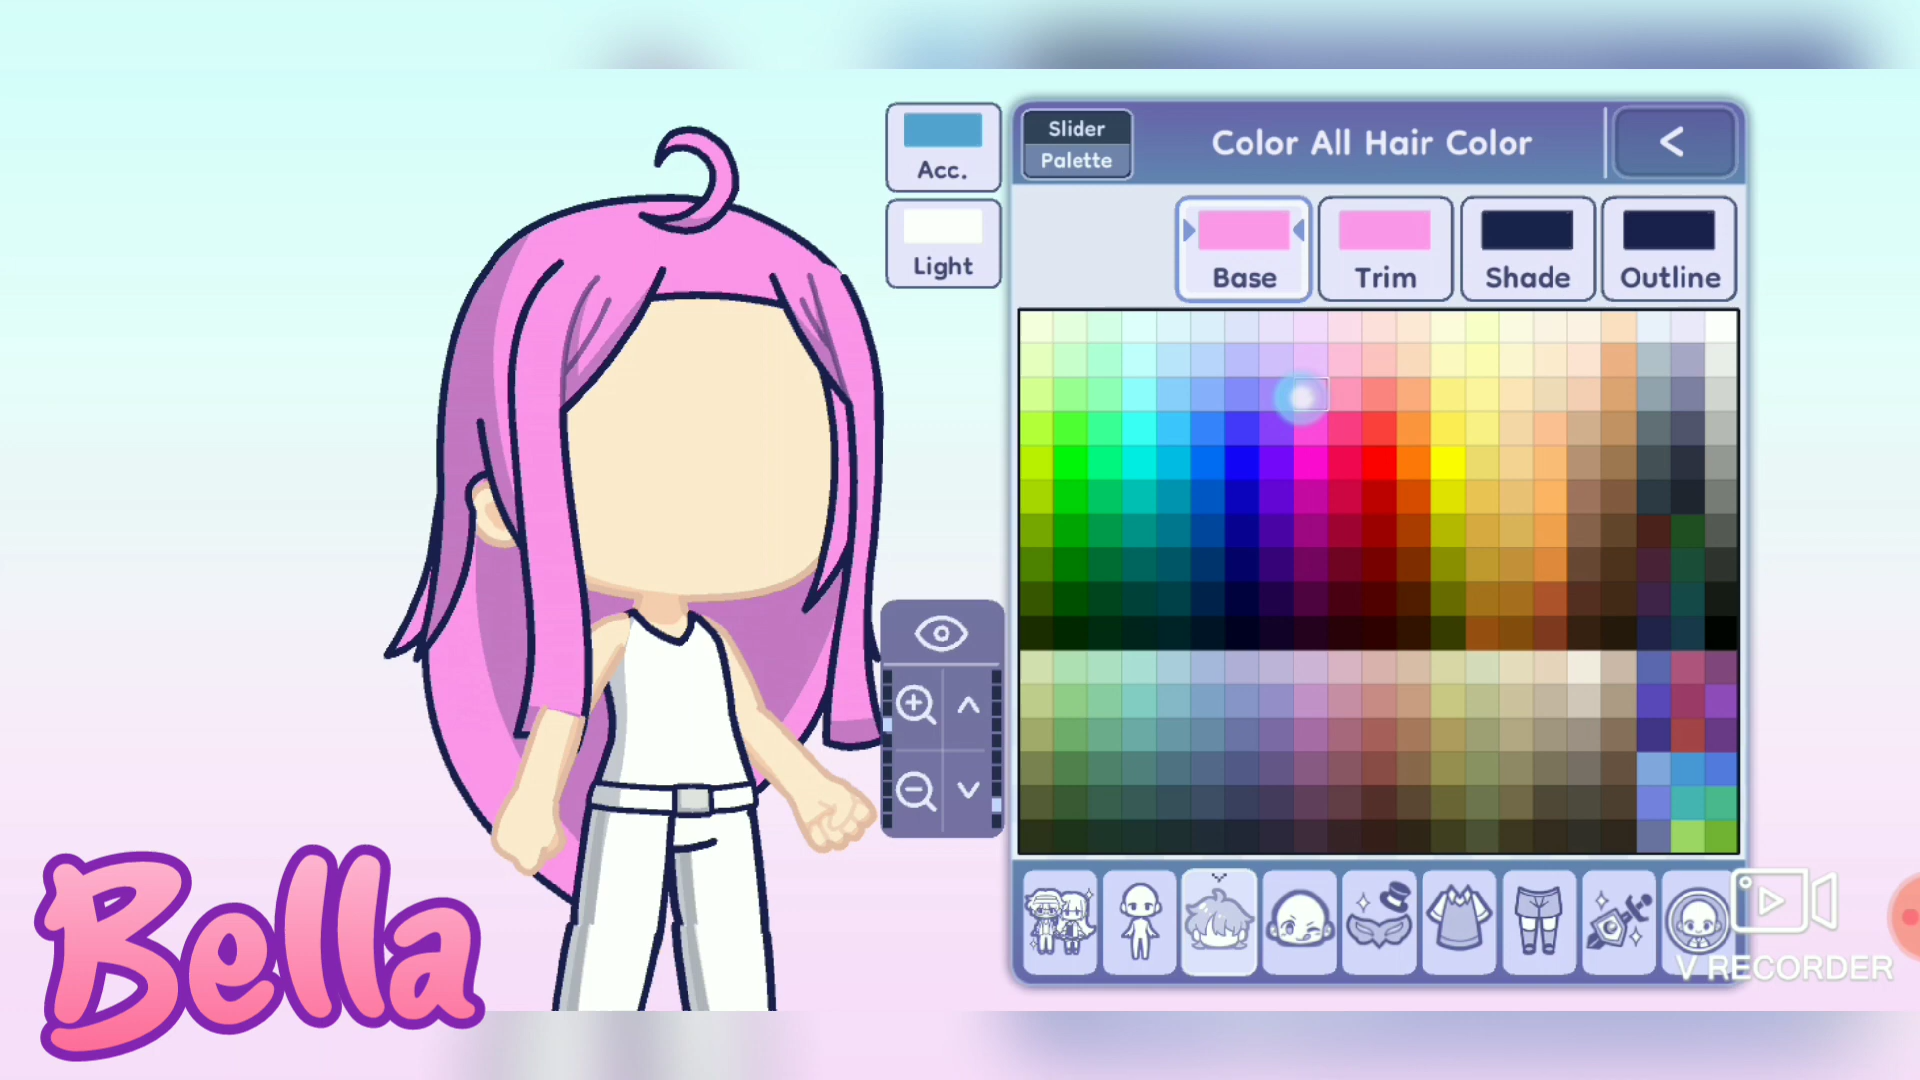 Slider
Palette
Color All Hair Color
<
Acc.
Light
Base
Trim
Shade
Outline
Bella
V RECORDER